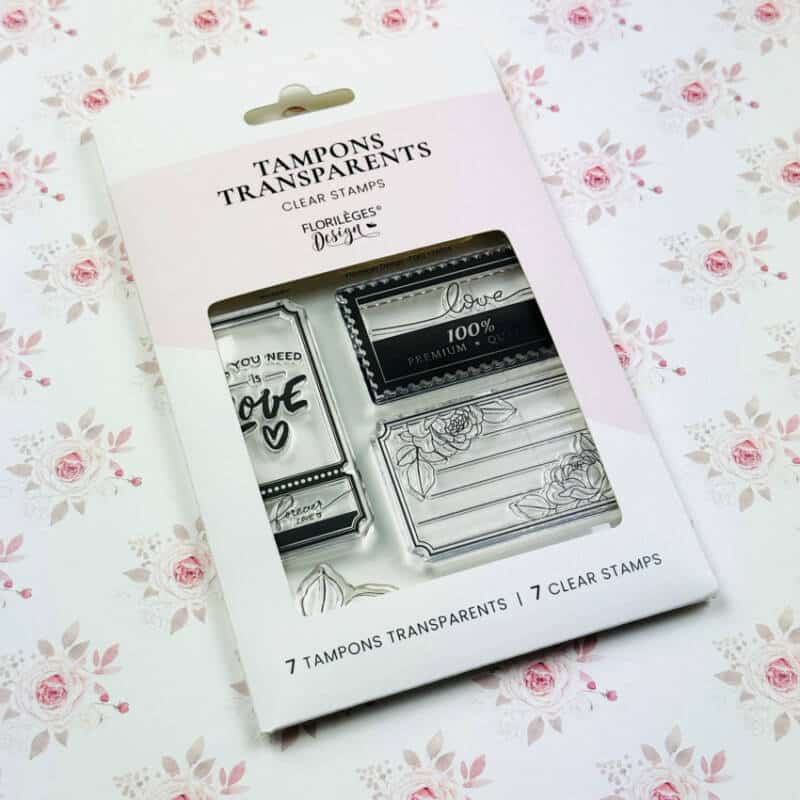 TAMPONS
TRANSPARENTS
CLEAR STAMPS
FLORILÈGES®
Design
love
100%
PREMIUM •
YOU NEED
is
LOVE
forever
LOVE
7 TAMPONS TRANSPARENTS | 7 CLEAR STAMPS